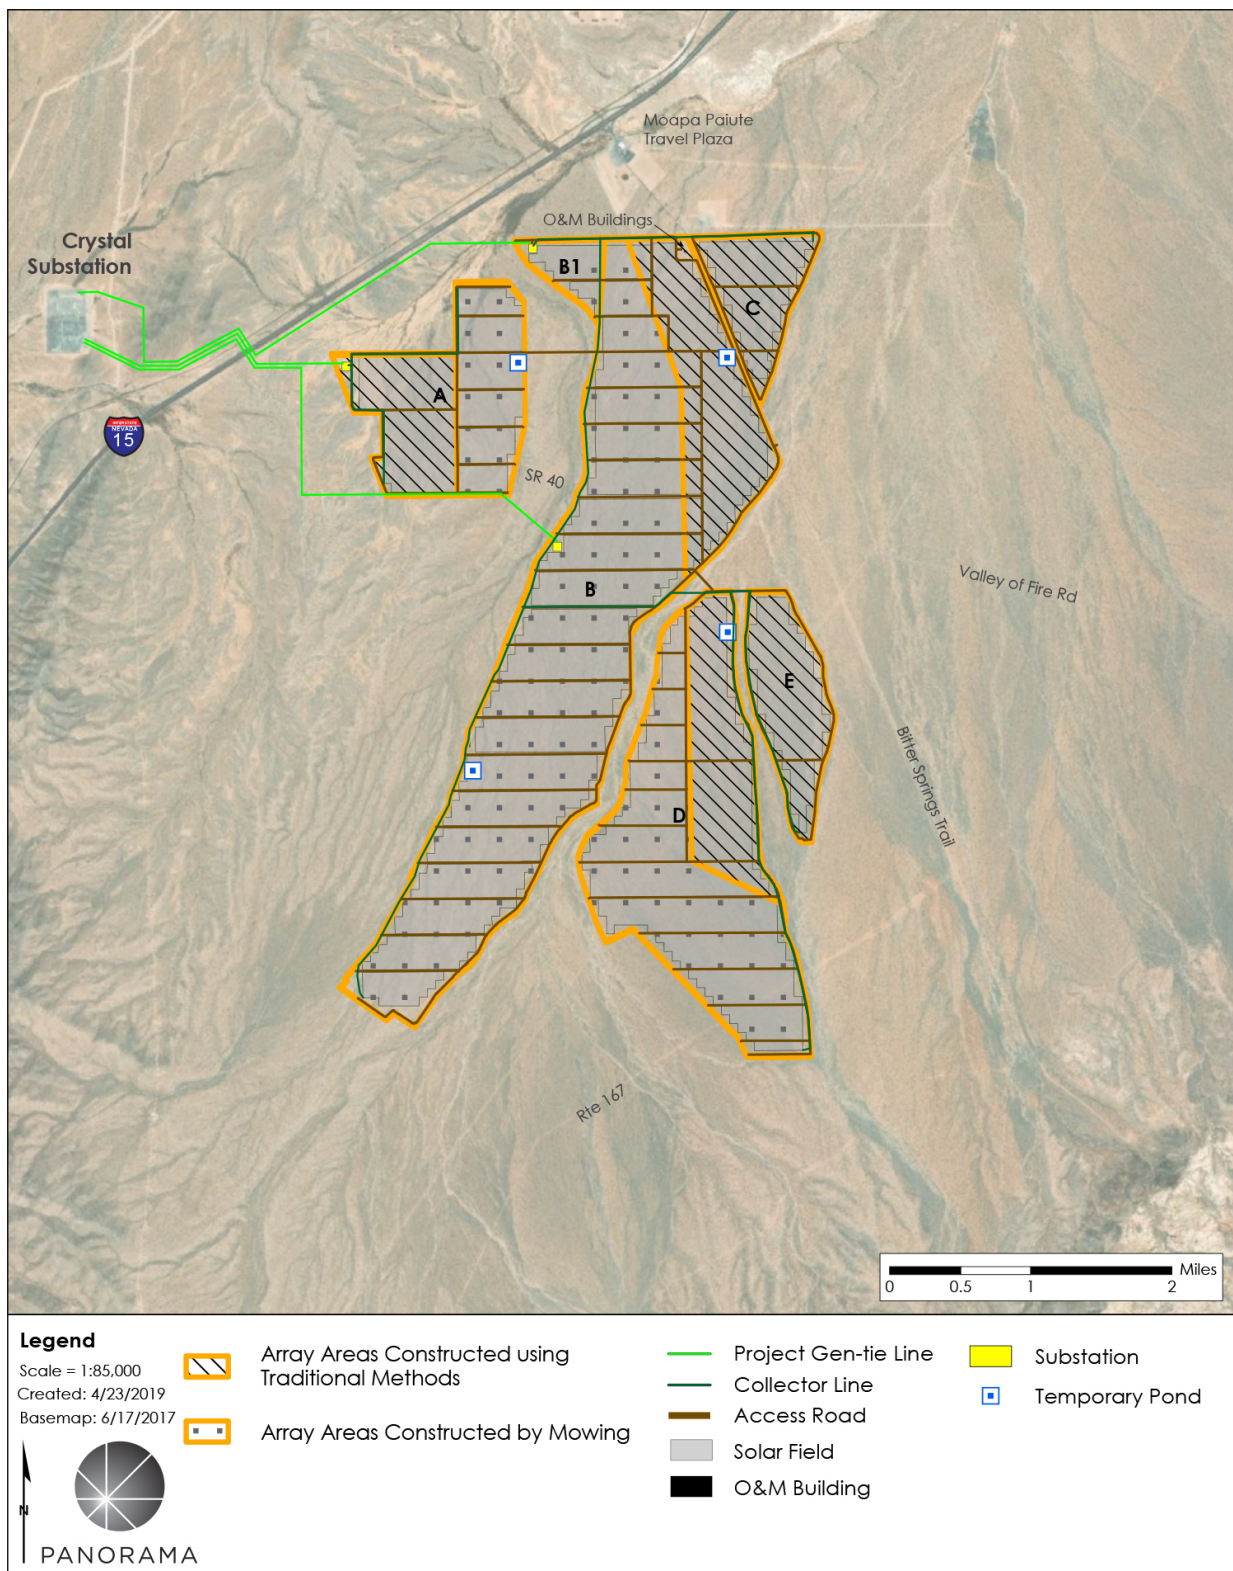 Moapa Paiute
Travel Plaza
O&M Buildings
Crystal
Substation
B1
C
A
INTERSTATE
NEVADA
15
SR 40
B
Valley of Fire Rd
E
Bitter Springs Trail
D
Rte 167
Miles
0 0.5 1 2
Legend
Scale = 1:85,000
Created: 4/23/2019
Basemap: 6/17/2017
N
PANORAMA
Array Areas Constructed using
Traditional Methods
Array Areas Constructed by Mowing
Project Gen-tie Line
Collector Line
Access Road
Solar Field
O&M Building
Substation
Temporary Pond